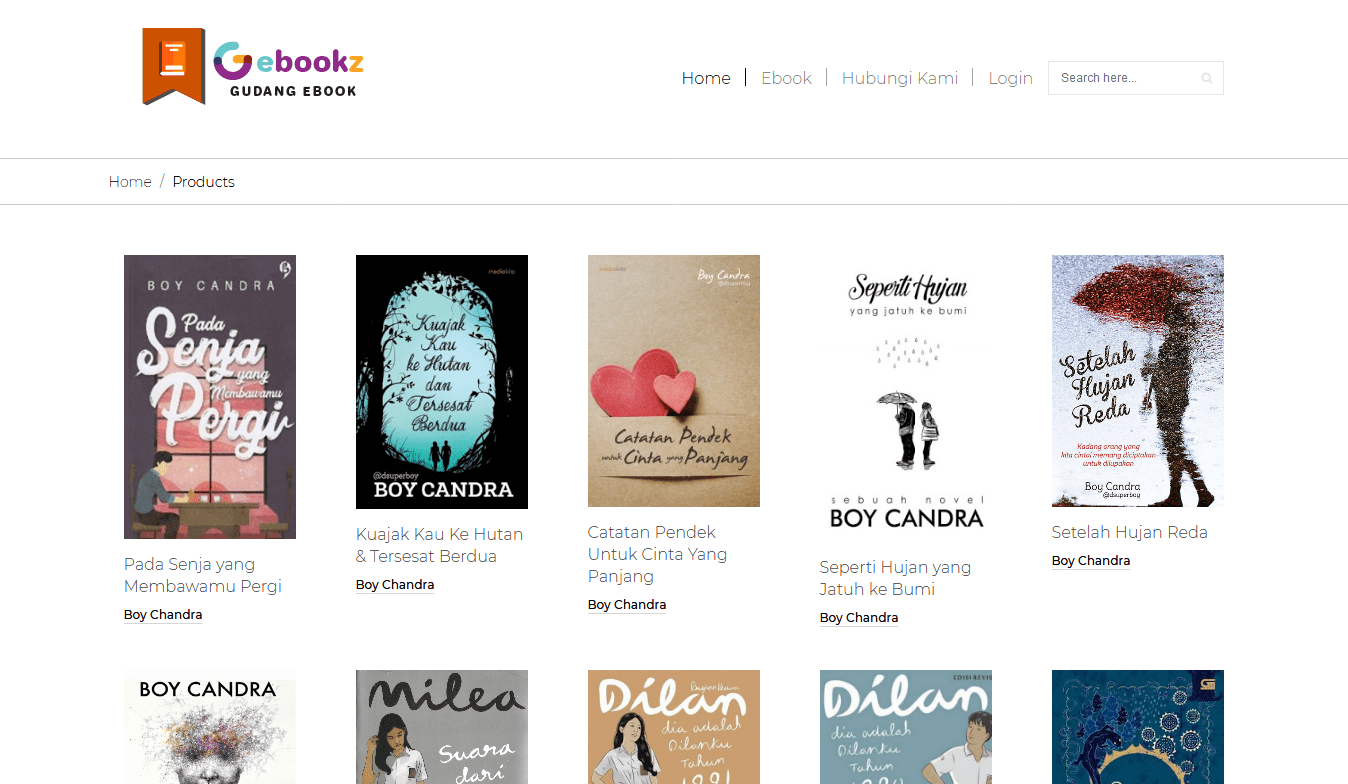 Gebookz
GUDANG EBOOK
Home
Ebook
Hubungi Kami
Login
Search here...
Home / Products
BOY CANDRA
Pada
Senja
yang
Membawamu
Pergi
mediakita
Kuajak
Kau
ke Hutan
dan
Tersesat
Berdua
@dsuperboy
BOY CANDRA
mediakita
Boy Candra
@dsuperboy
Catatan Pendek
untuk Cinta yang Panjang
Seperti Hujan
yang jatuh ke bumi
sebuah novel
BOY CANDRA
Setelah
Hujan
Reda
Kadang orang yang
kita cintai memang diciptakan
untuk dilupakan
Boy Candra
@dsuperboy
Pada Senja yang
Membawamu Pergi
Boy Chandra
Kuajak Kau Ke Hutan
& Tersesat Berdua
Boy Chandra
Catatan Pendek
Untuk Cinta Yang
Panjang
Boy Chandra
Seperti Hujan yang
Jatuh ke Bumi
Boy Chandra
Setelah Hujan Reda
Boy Chandra
BOY CANDRA
Milea
Suara
dari
Dilan
dia adalah
Dilanku
Tahun
1991
EDISI REVISI
Dilan
dia adalah
Dilanku
Tahun